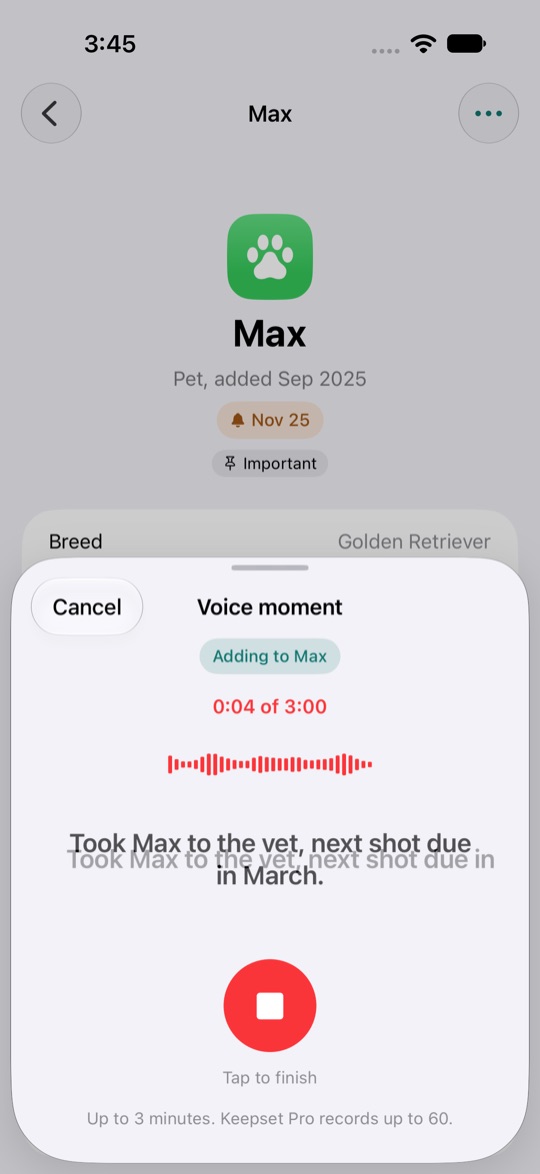 3:45
Max
Max
Pet, added Sep 2025
Nov 25
Important
Breed Golden Retriever
Cancel Voice moment
Adding to Max
0:04 of 3:00
Took Max to the vet, next shot due
Took Max to the vet, next shot due in
in March.
Tap to finish
Up to 3 minutes. Keepset Pro records up to 60.